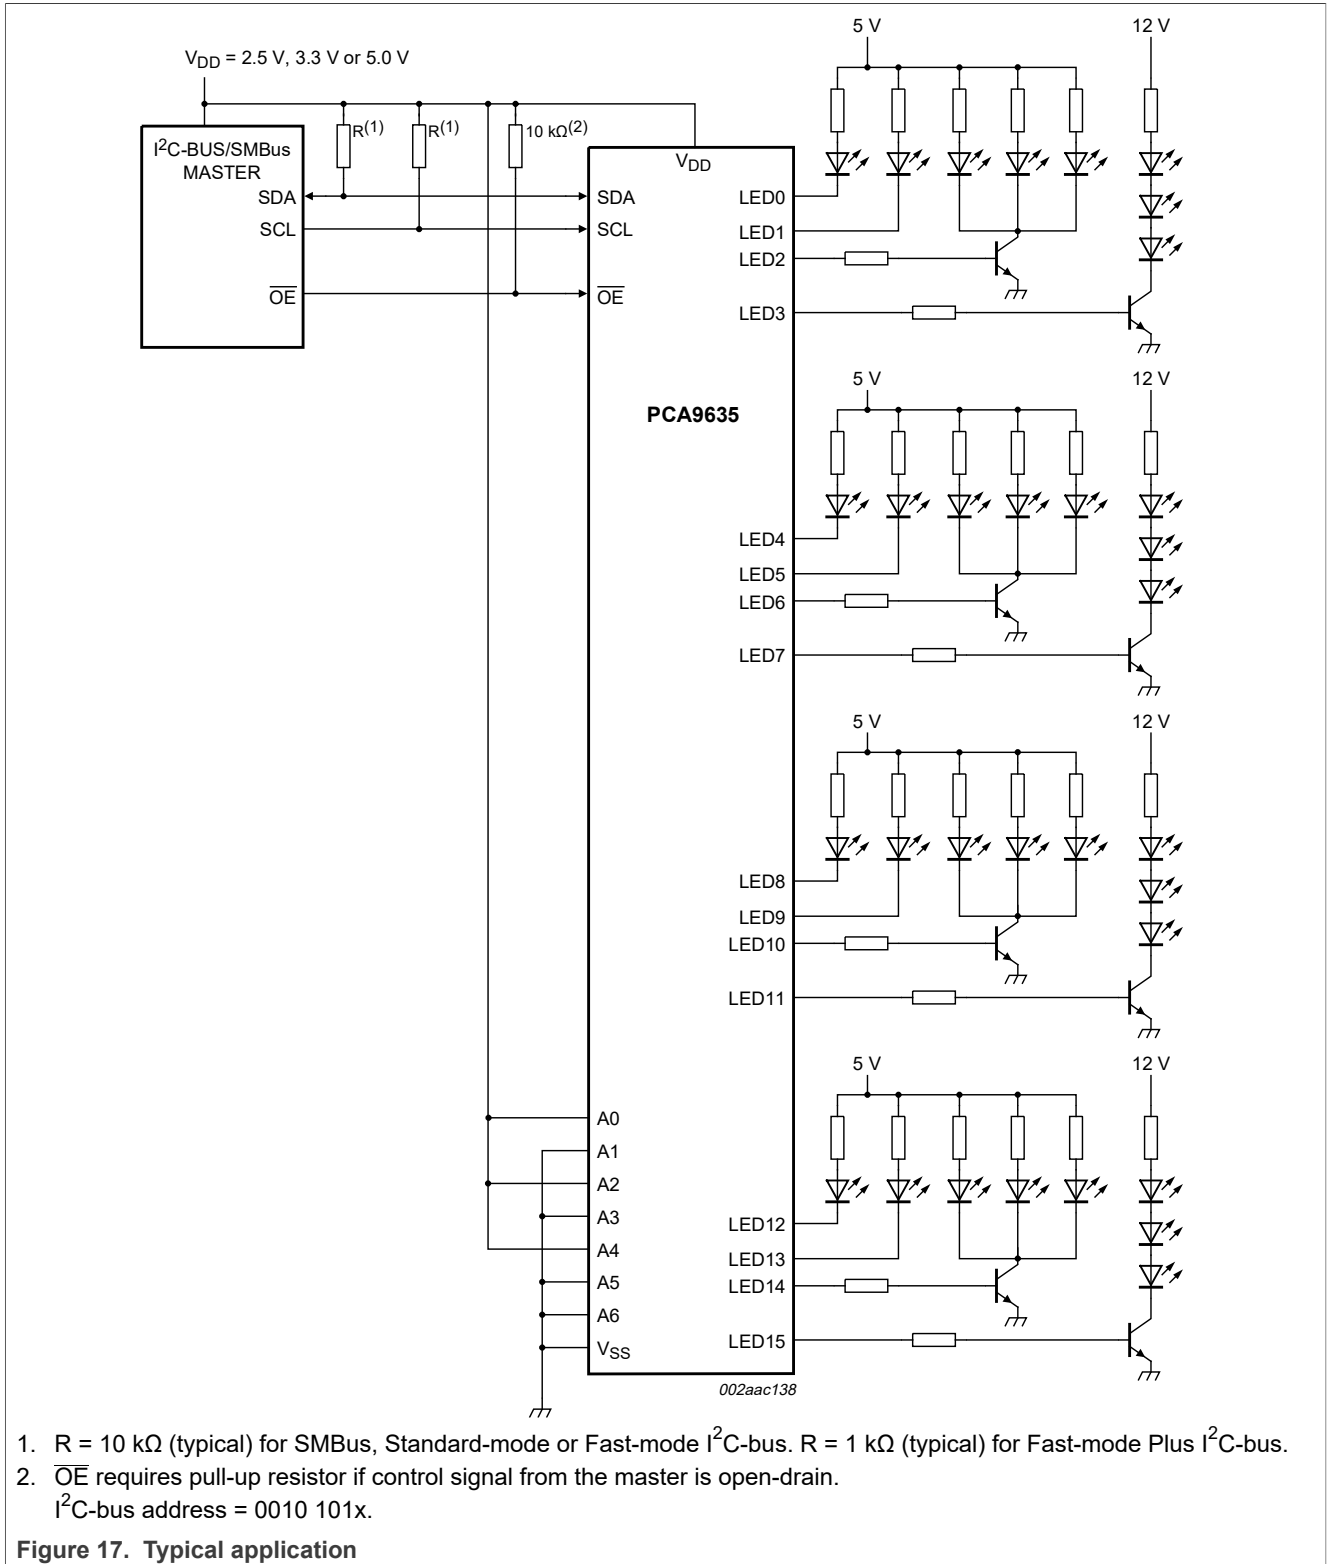 5 V
12 V
V_DD = 2.5 V, 3.3 V or 5.0 V
R(1)
R(1)
10 kΩ(2)
I²C-BUS/SMBus
MASTER
SDA
SCL
OE
V_DD
SDA
SCL
OE
LED0
LED1
LED2
LED3
PCA9635
5 V
12 V
LED4
LED5
LED6
LED7
5 V
12 V
LED8
LED9
LED10
LED11
5 V
12 V
A0
A1
A2
A3
A4
A5
A6
V_SS
LED12
LED13
LED14
LED15
002aac138
1. R = 10 kΩ (typical) for SMBus, Standard-mode or Fast-mode I²C-bus. R = 1 kΩ (typical) for Fast-mode Plus I²C-bus.
2. OE requires pull-up resistor if control signal from the master is open-drain.
I²C-bus address = 0010 101x.
Figure 17. Typical application